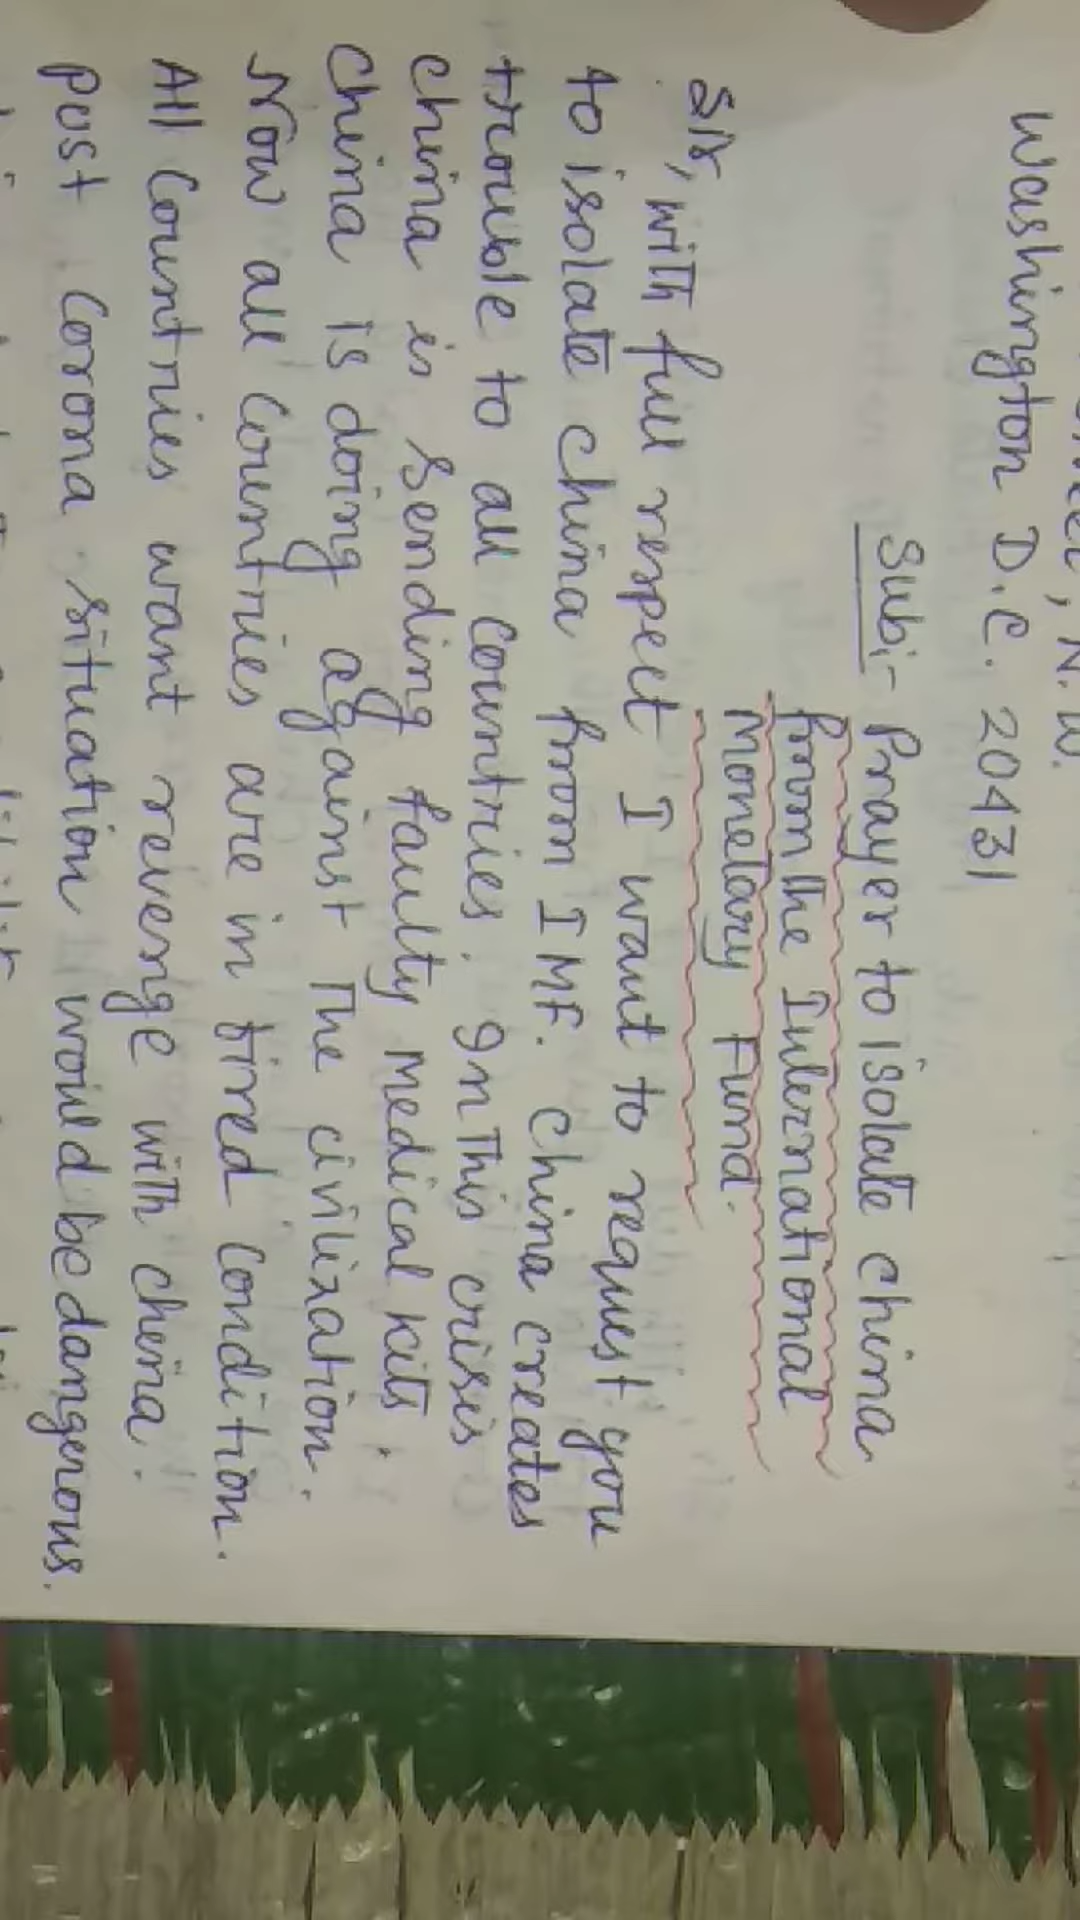 , N.W.
Washington D.C. 20431
Sub:- Prayer to isolate China
from the International
Monetary Fund.
Sir, with full respect I want to request you
to isolate China from IMF. China creates
trouble to all countries. In This crisis
China is sending faulty medical kits.
China is doing against The civilization.
Now all countries are in tired condition.
All countries want revenge with China.
post Corona situation would be dangerous.